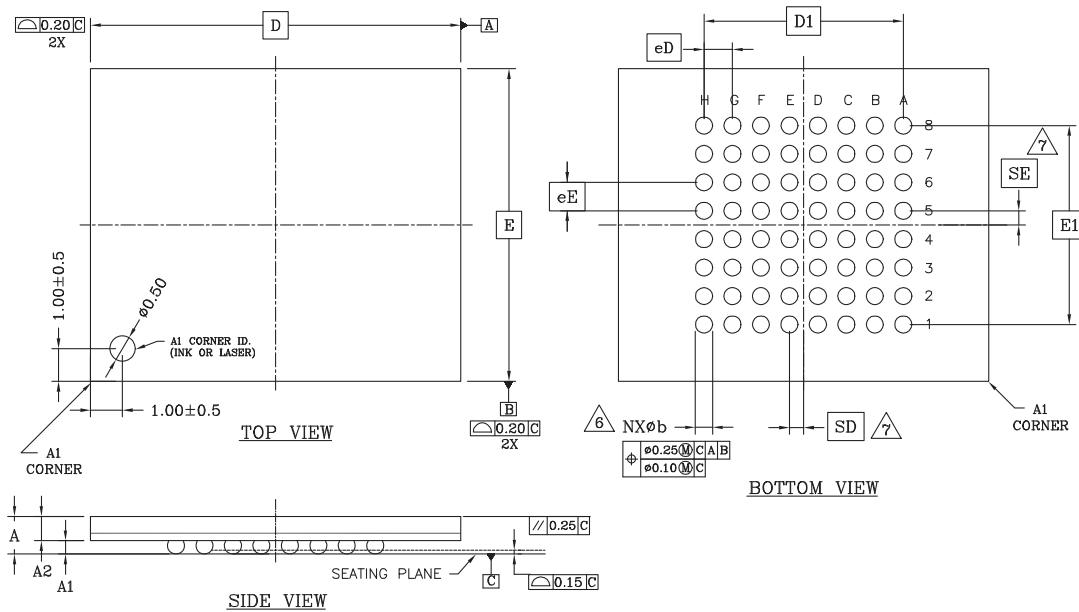 ⌓ 0.20 C
2X
D
A
E
1.00±0.5
ø0.50
A1 CORNER ID.
(INK OR LASER)
1.00±0.5
B
⌓ 0.20 C
2X
TOP VIEW
A1
CORNER
D1
eD
H G F E D C B A
8
7
6
5
4
3
2
1
7
SE
eE
E1
6 NXøb
⌖ ø0.25Ⓜ C A B
ø0.10Ⓜ C
SD 7
A1
CORNER
BOTTOM VIEW
A
A2
A1
// 0.25 C
SEATING PLANE
C
⌓ 0.15 C
SIDE VIEW